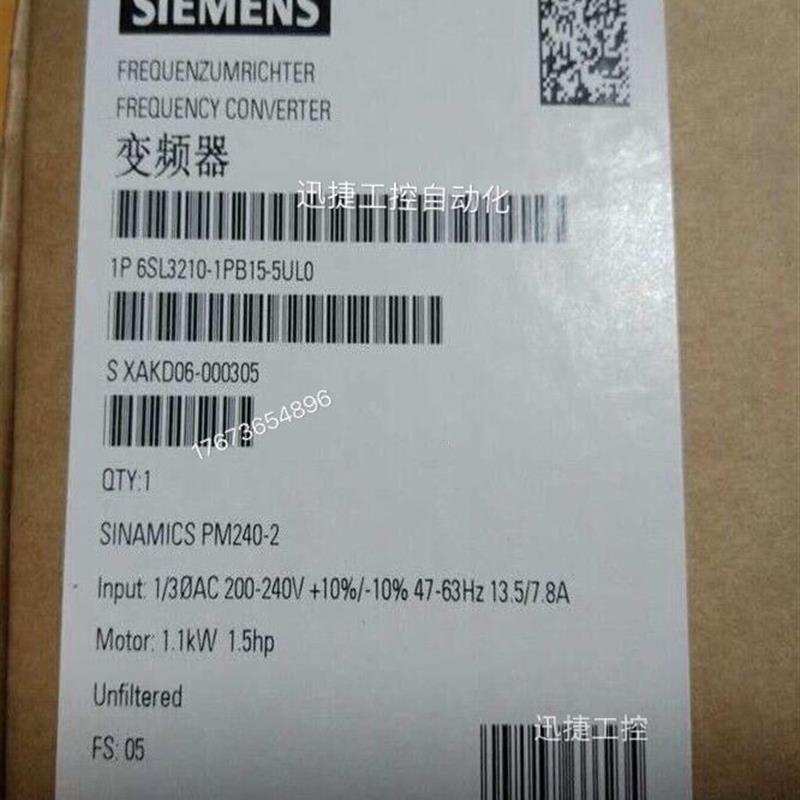 SIEMENS
FREQUENZUMRICHTER
FREQUENCY CONVERTER
变频器
迅捷工控自动化
1P 6SL3210-1PB15-5UL0
S XAKD06-000305
17673654896
QTY:1
SINAMICS PM240-2
Input: 1/3ØAC 200-240V +10%/-10% 47-63Hz 13.5/7.8A
Motor: 1.1kW 1.5hp
Unfiltered
迅捷工控
FS: 05